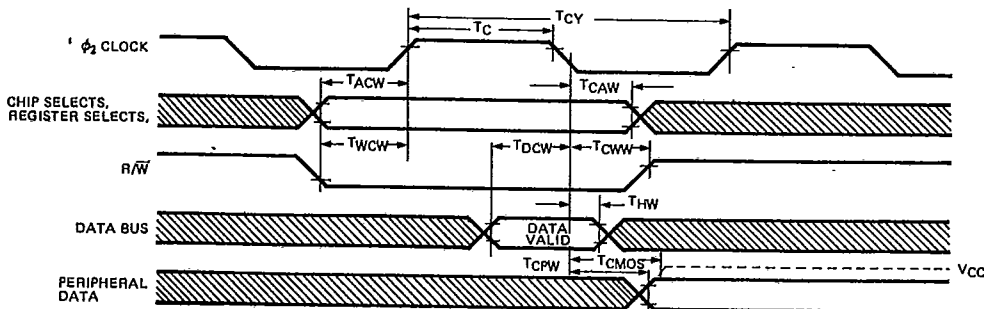 TCY
TC
' ϕ2 CLOCK
TACW
TCAW
CHIP SELECTS,
REGISTER SELECTS,
TWCW
TDCW
TCWW
R/W̅
THW
DATA BUS
DATA
VALID
TCPW
TCMOS
VCC
PERIPHERAL
DATA